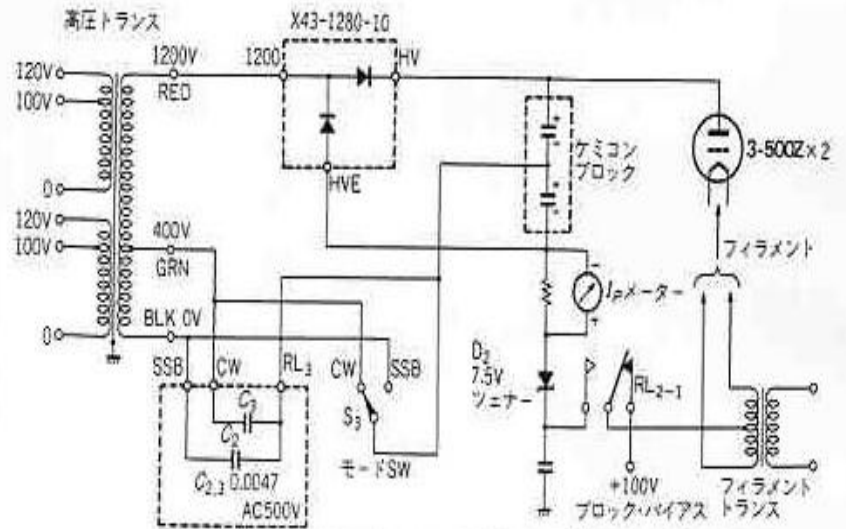 高圧トランス
X43-1280-10
120V
100V
0
120V
100V
0
1200V
RED
1200
HV
HVE
400V
GRN
BLK 0V
SSB
CW
RL3
C3
C2
C2,3 0.0047
AC500V
CW
SSB
S3
モードSW
ケミコン
ブロック
3-500Z×2
フィラメント
IPメーター
D2
7.5V
ツェナー
RL2-1
+100V
ブロック・バイアス
フィラメント
トランス